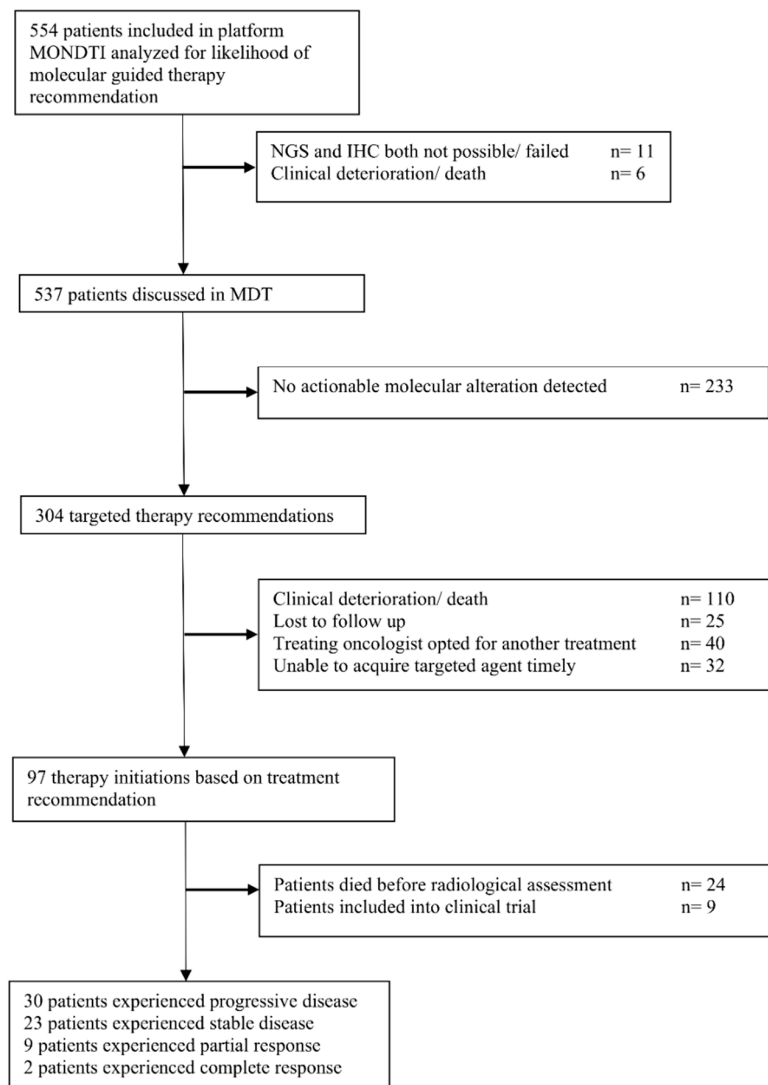 554 patients included in platform
MONDTI analyzed for likelihood of
molecular guided therapy
recommendation
NGS and IHC both not possible/ failed n= 11
Clinical deterioration/ death n= 6
537 patients discussed in MDT
No actionable molecular alteration detected n= 233
304 targeted therapy recommendations
Clinical deterioration/ death n= 110
Lost to follow up n= 25
Treating oncologist opted for another treatment n= 40
Unable to acquire targeted agent timely n= 32
97 therapy initiations based on treatment
recommendation
Patients died before radiological assessment n= 24
Patients included into clinical trial n= 9
30 patients experienced progressive disease
23 patients experienced stable disease
9 patients experienced partial response
2 patients experienced complete response